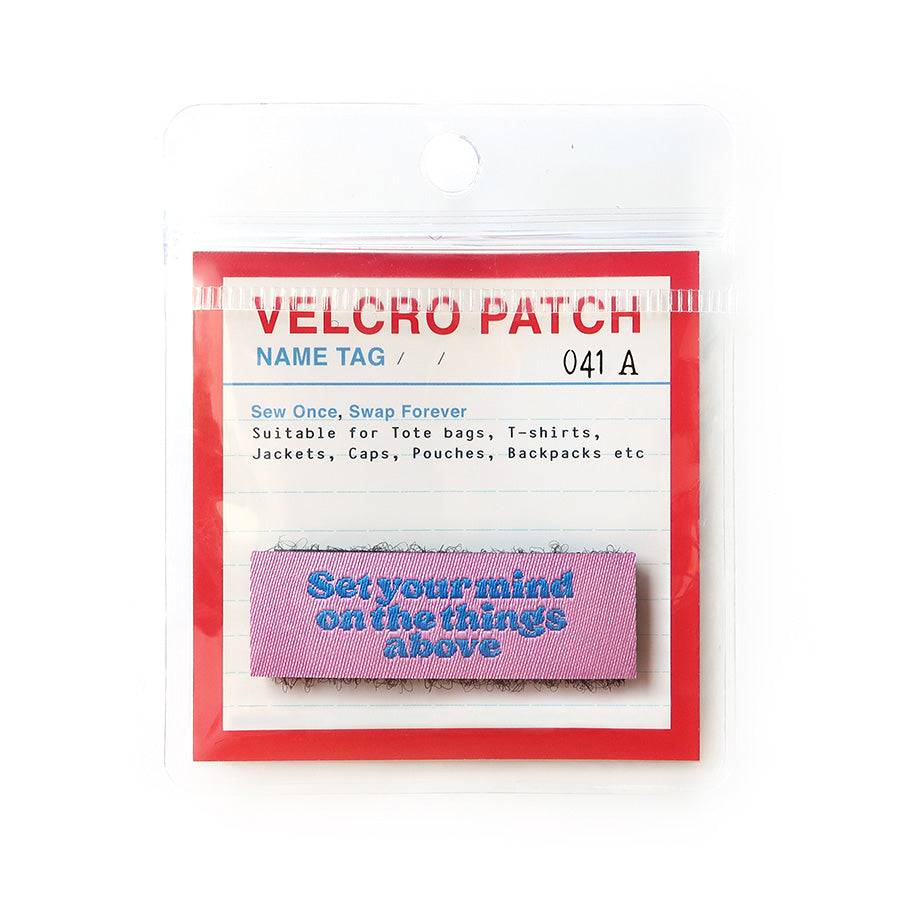 VELCRO PATCH
NAME TAG / / 041 A
Sew Once, Swap Forever
Suitable for Tote bags, T-shirts,
Jackets, Caps, Pouches, Backpacks etc
Set your mind
on the things
above